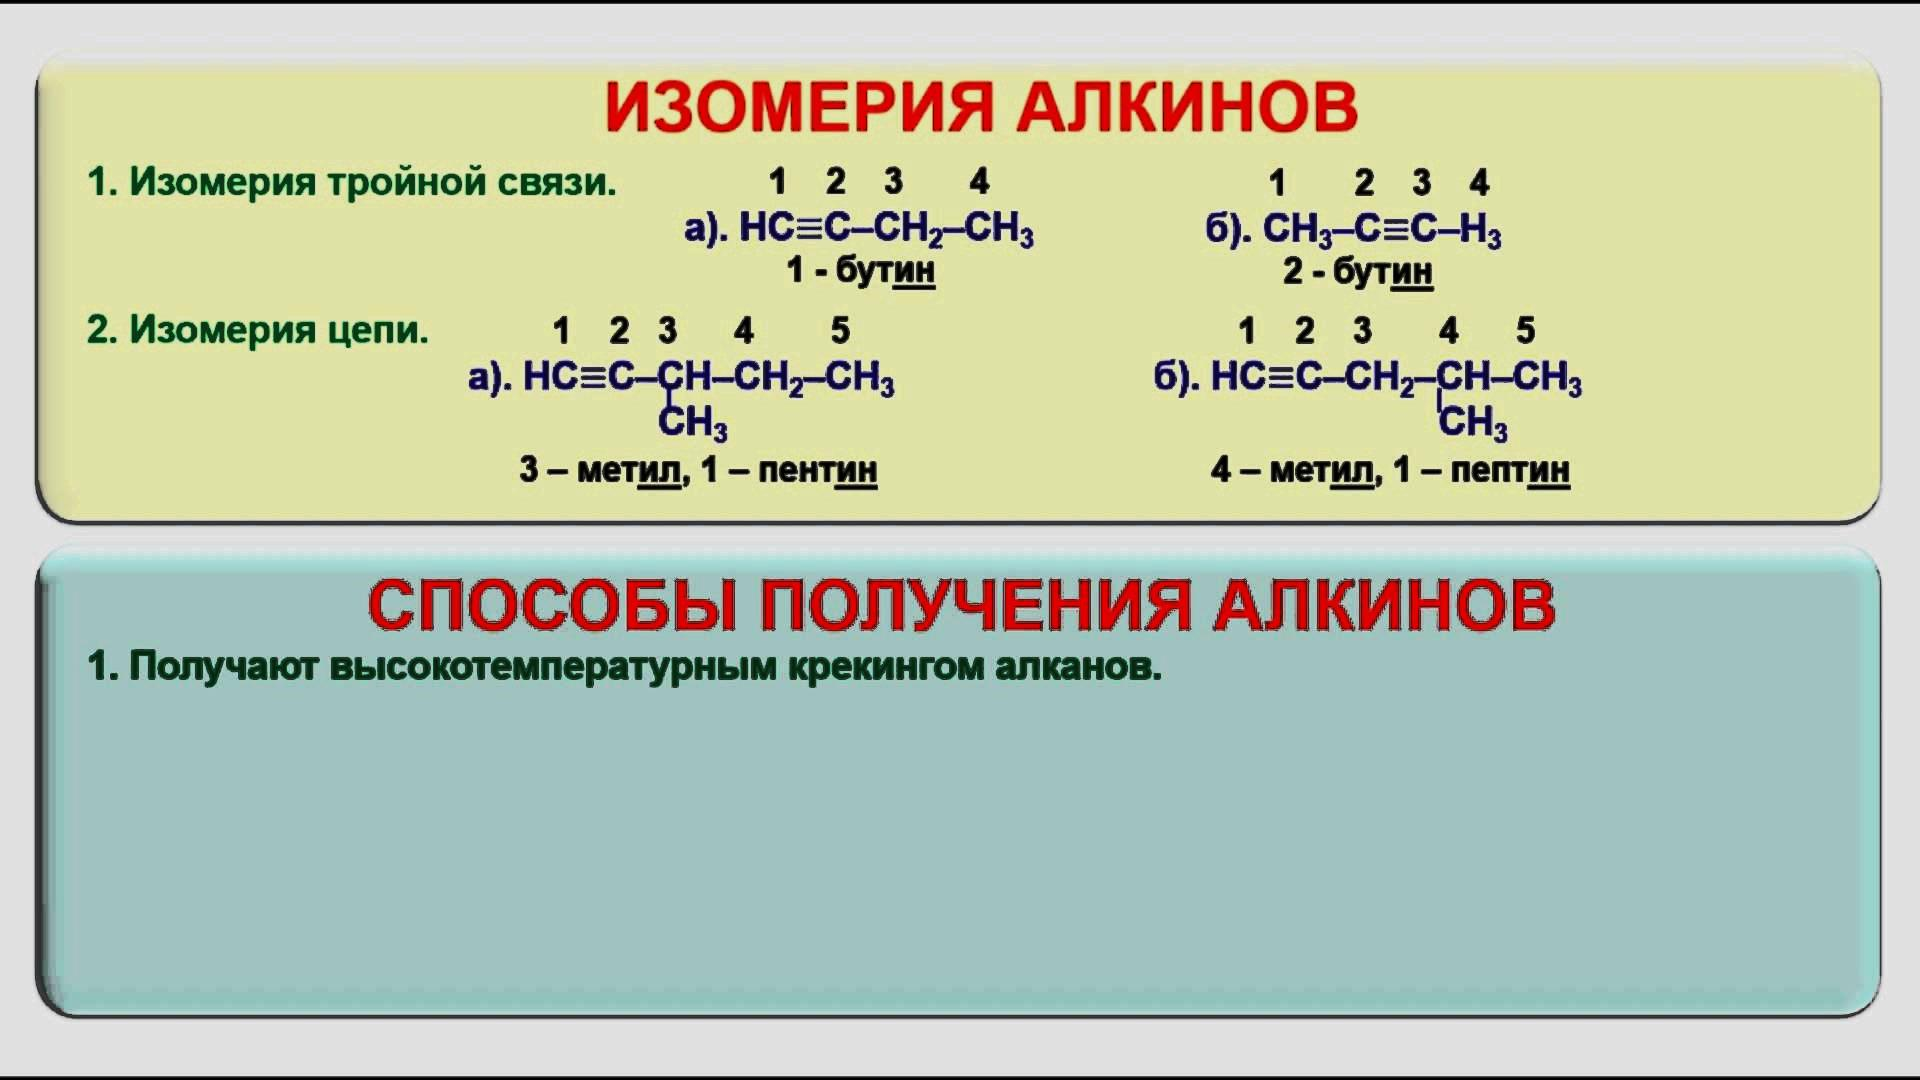 ИЗОМЕРИЯ АЛКИНОВ
1. Изомерия тройной связи.
1 2 3 4
а). HC≡C–CH₂–CH₃
1 - бутин
1 2 3 4
б). CH₃–C≡C–H₃
2 - бутин
2. Изомерия цепи.
1 2 3 4 5
а). HC≡C–CH–CH₂–CH₃
CH₃
3 – метил, 1 – пентин
1 2 3 4 5
б). HC≡C–CH₂–CH–CH₃
CH₃
4 – метил, 1 – пептин
СПОСОБЫ ПОЛУЧЕНИЯ АЛКИНОВ
1. Получают высокотемпературным крекингом алканов.